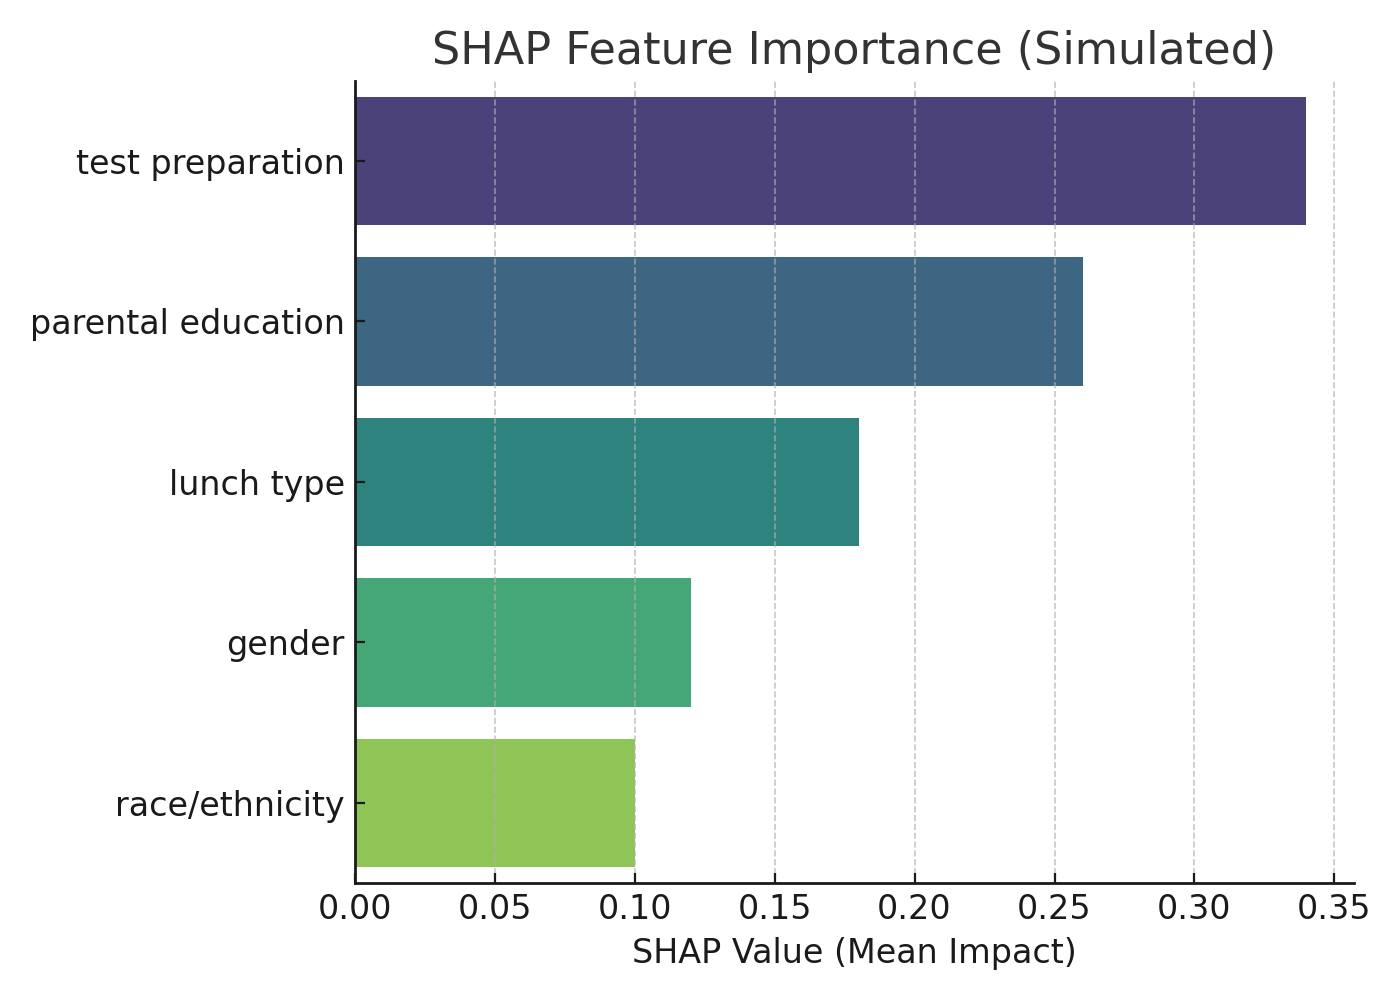 SHAP Feature Importance (Simulated)
test preparation
parental education
lunch type
gender
race/ethnicity
0.00 0.05 0.10 0.15 0.20 0.25 0.30 0.35
SHAP Value (Mean Impact)